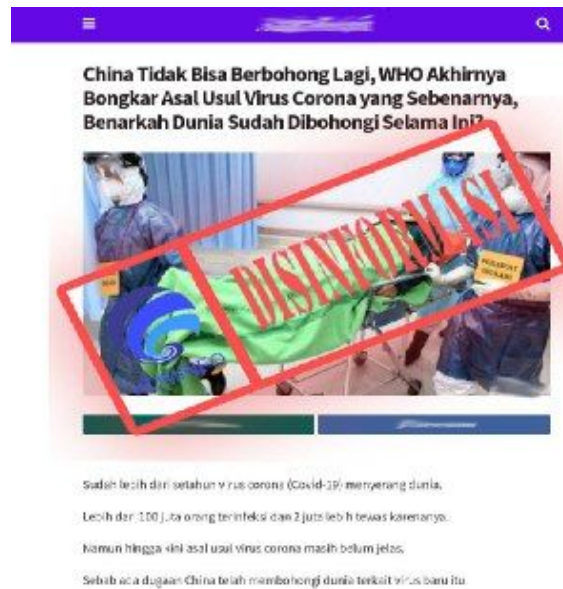 China Tidak Bisa Berbohong Lagi, WHO Akhirnya
Bongkar Asal Usul Virus Corona yang Sebenarnya,
Benarkah Dunia Sudah Dibohongi Selama Ini?
DISINFORMASI
PERAWAT
Sudah lebih dari setahun virus corona (Covid-19) menyerang dunia.
Lebih dari 100 juta orang terinfeksi dan 2 juta lebih tewas karenanya.
Namun hingga kini asal usul virus corona masih belum jelas.
Sebab ada dugaan China telah membohongi dunia terkait virus baru itu